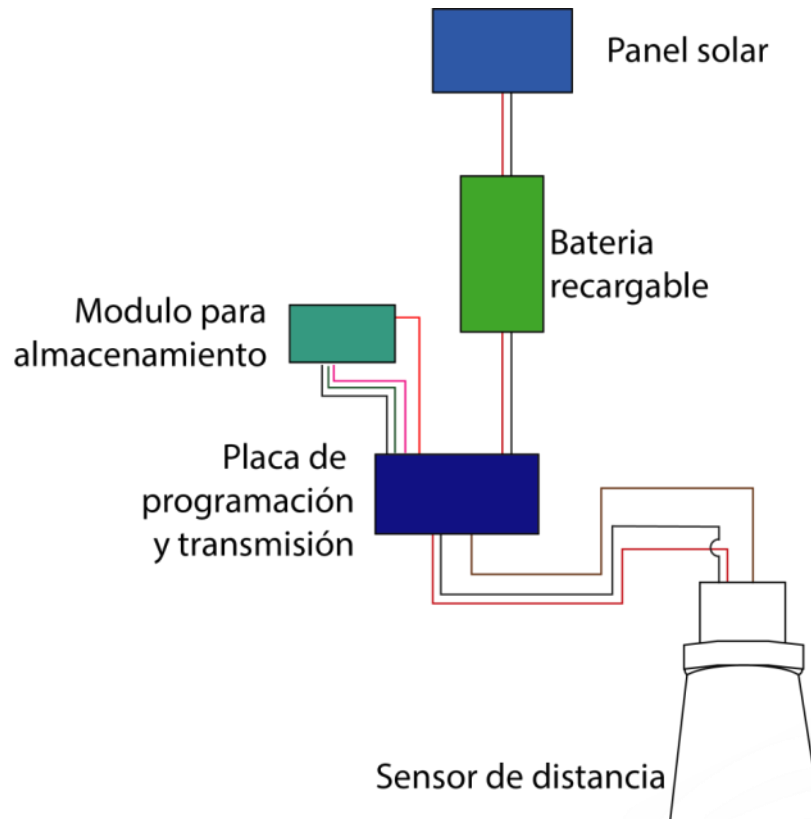 Panel solar
Bateria
recargable
Modulo para
almacenamiento
Placa de
programación
y transmisión
Sensor de distancia